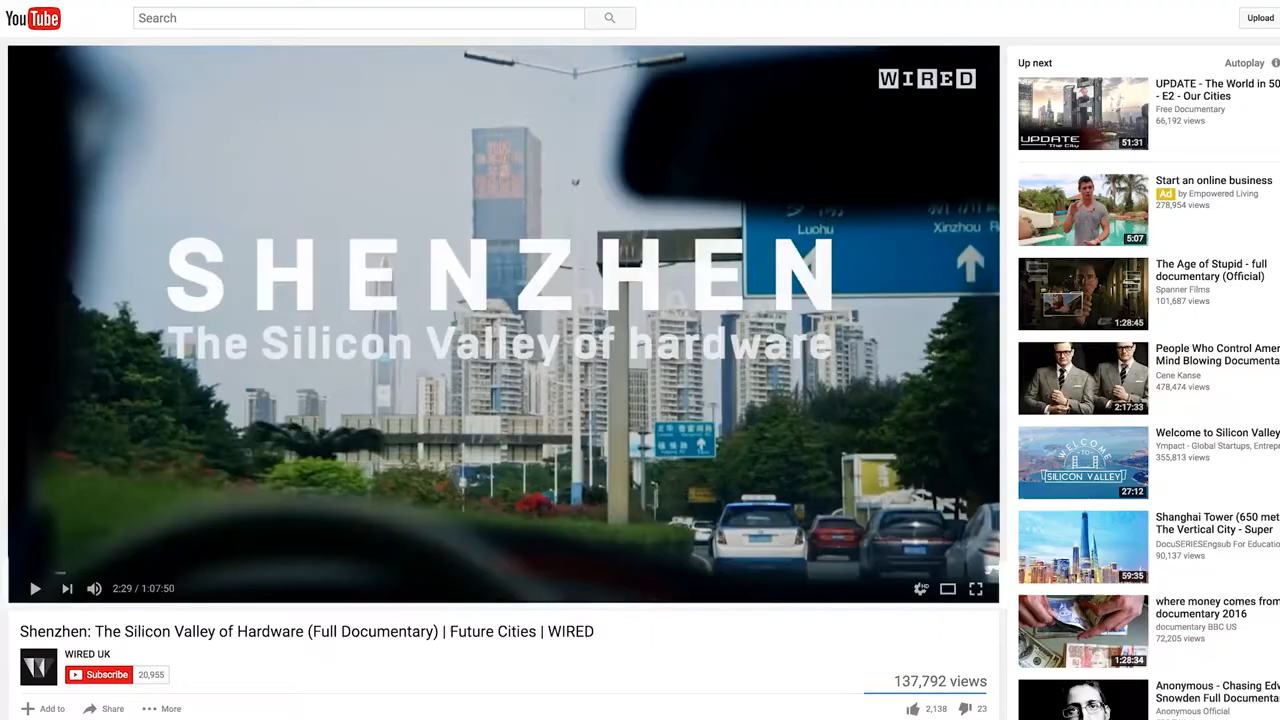 YouTube
Search
Upload
WIRED
Luohu
Xinzhou R
SHENZHEN
The Silicon Valley of hardware
2:29 / 1:07:50
Shenzhen: The Silicon Valley of Hardware (Full Documentary) | Future Cities | WIRED
WIRED UK
Subscribe 20,955
137,792 views
Add to Share More
2,138 23
Up next Autoplay
UPDATE
The City
51:31
UPDATE - The World in 50
- E2 - Our Cities
Free Documentary
66,192 views
5:07
Start an online business
Ad by Empowered Living
278,954 views
1:28:45
The Age of Stupid - full
documentary (Official)
Spanner Films
101,687 views
2:17:33
People Who Control Amer
Mind Blowing Documenta
Cene Kanse
478,474 views
WELCOME
TO
SILICON VALLEY
27:12
Welcome to Silicon Valley
Ympact - Global Startups, Entrepr
355,813 views
59:35
Shanghai Tower (650 met
The Vertical City - Super
DocuSERIESEngsub For Educatio
90,137 views
1:28:34
where money comes from
documentary 2016
documentary BBC US
72,205 views
Anonymous - Chasing Edw
Snowden Full Documenta
Anonymous Official